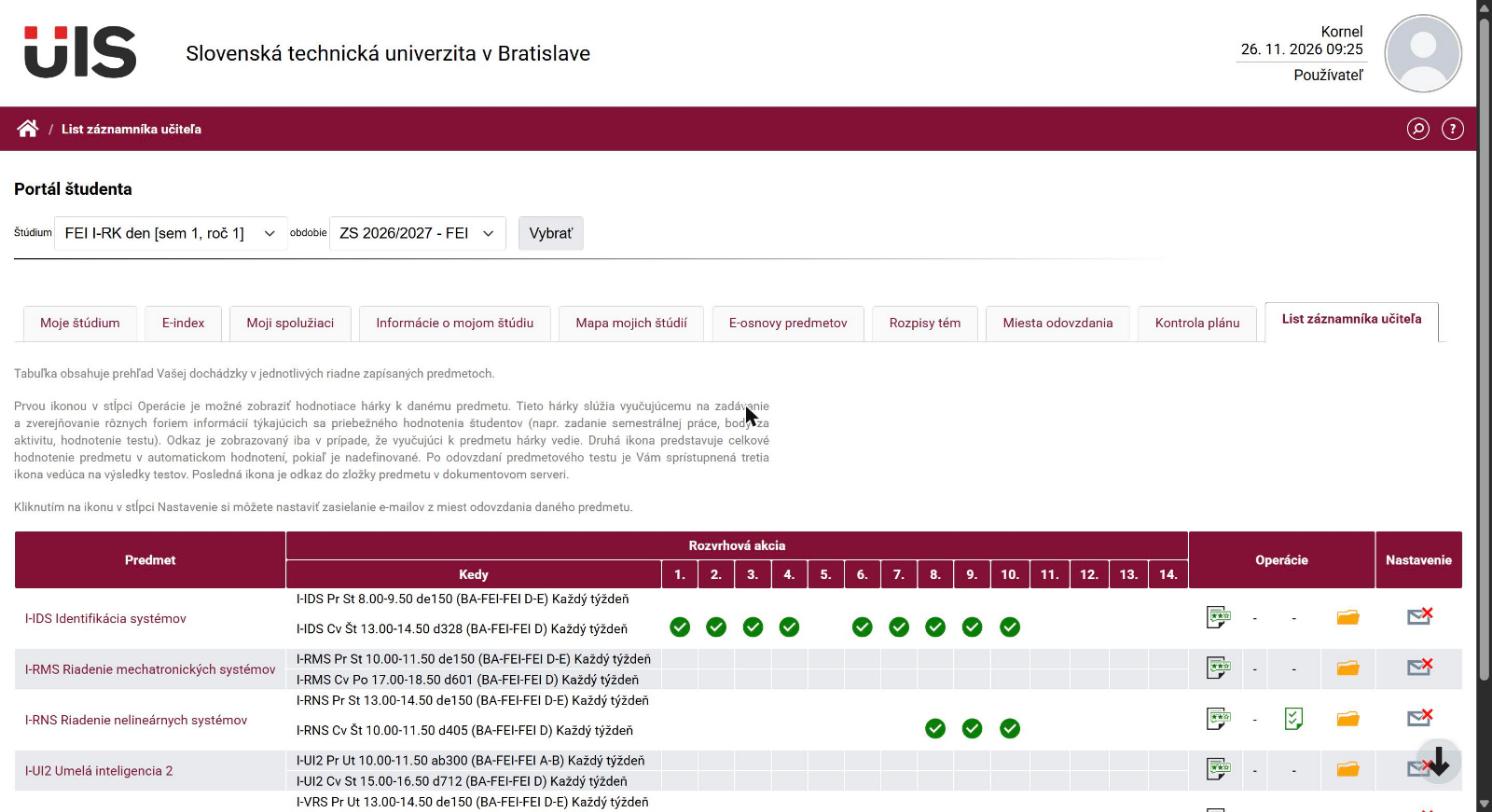 ÚIS
Slovenská technická univerzita v Bratislave
Kornel
26. 11. 2026 09:25
Používateľ
/ List záznamníka učiteľa
Portál študenta
Štúdium FEI I-RK den [sem 1, roč 1] obdobie ZS 2026/2027 - FEI Vybrať
Moje štúdium E-index Moji spolužiaci Informácie o mojom štúdiu Mapa mojich štúdií E-osnovy predmetov Rozpisy tém Miesta odovzdania Kontrola plánu List záznamníka učiteľa
Tabuľka obsahuje prehľad Vašej dochádzky v jednotlivých riadne zapísaných predmetoch.
Prvou ikonou v stĺpci Operácie je možné zobraziť hodnotiace hárky k danému predmetu. Tieto hárky slúžia vyučujúcemu na zadávanie
a zverejňovanie rôznych foriem informácií týkajúcich sa priebežného hodnotenia študentov (napr. zadanie semestrálnej práce, body za
aktivitu, hodnotenie testu). Odkaz je zobrazovaný iba v prípade, že vyučujúci k predmetu hárky vedie. Druhá ikona predstavuje celkové
hodnotenie predmetu v automatickom hodnotení, pokiaľ je nadefinované. Po odovzdaní predmetového testu je Vám sprístupnená tretia
ikona vedúca na výsledky testov. Posledná ikona je odkaz do zložky predmetu v dokumentovom serveri.
Kliknutím na ikonu v stĺpci Nastavenie si môžete nastaviť zasielanie e-mailov z miest odovzdania daného predmetu.
Predmet Rozvrhová akcia Operácie Nastavenie
Kedy 1. 2. 3. 4. 5. 6. 7. 8. 9. 10. 11. 12. 13. 14.
I-IDS Identifikácia systémov
I-IDS Pr St 8.00-9.50 de150 (BA-FEI-FEI D-E) Každý týždeň
I-IDS Cv Št 13.00-14.50 d328 (BA-FEI-FEI D) Každý týždeň
- -
I-RMS Riadenie mechatronických systémov
I-RMS Pr St 10.00-11.50 de150 (BA-FEI-FEI D-E) Každý týždeň
I-RMS Cv Po 17.00-18.50 d601 (BA-FEI-FEI D) Každý týždeň
- -
I-RNS Riadenie nelineárnych systémov
I-RNS Pr St 13.00-14.50 de150 (BA-FEI-FEI D-E) Každý týždeň
I-RNS Cv Št 10.00-11.50 d405 (BA-FEI-FEI D) Každý týždeň
-
I-UI2 Umelá inteligencia 2
I-UI2 Pr Ut 10.00-11.50 ab300 (BA-FEI-FEI A-B) Každý týždeň
I-UI2 Cv St 15.00-16.50 d712 (BA-FEI-FEI D) Každý týždeň
- -
I-VRS Pr Ut 13.00-14.50 de150 (BA-FEI-FEI D-E) Každý týždeň